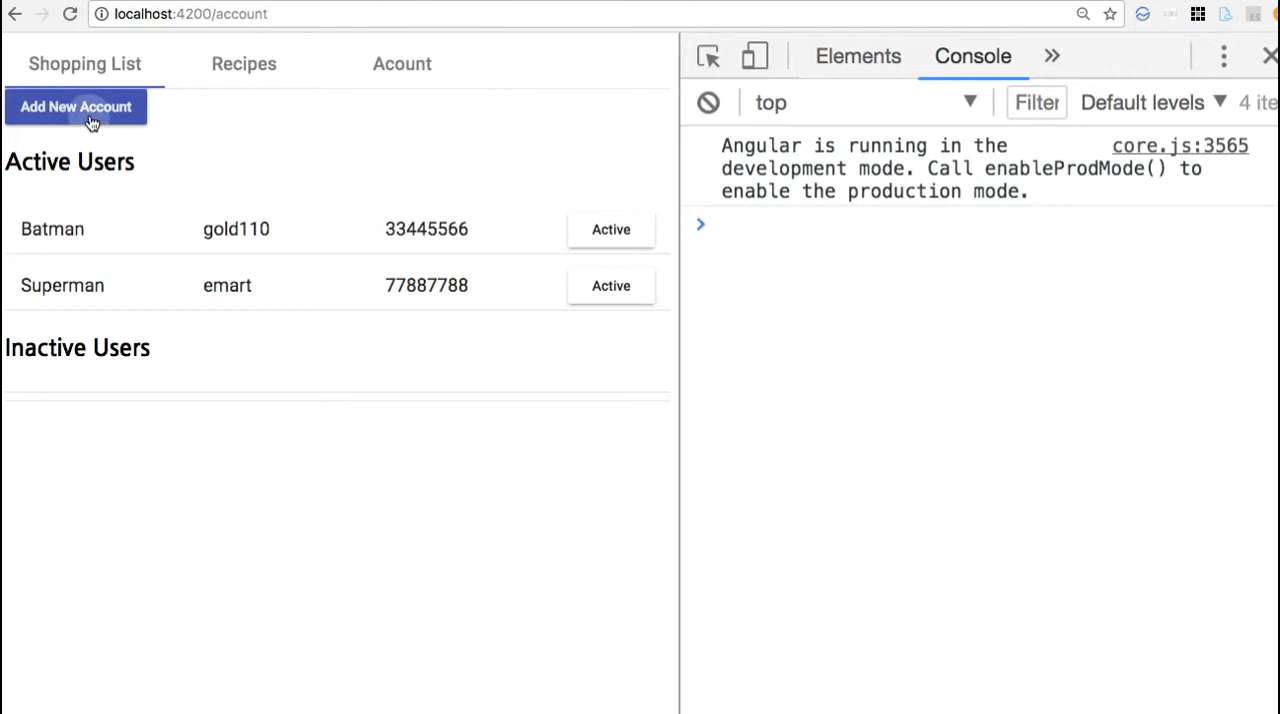 localhost:4200/account
Shopping List Recipes Acount
Add New Account
Active Users
Batman gold110 33445566 Active
Superman emart 77887788 Active
Inactive Users
Elements Console
top Filter Default levels 4 ite
Angular is running in the core.js:3565
development mode. Call enableProdMode() to
enable the production mode.